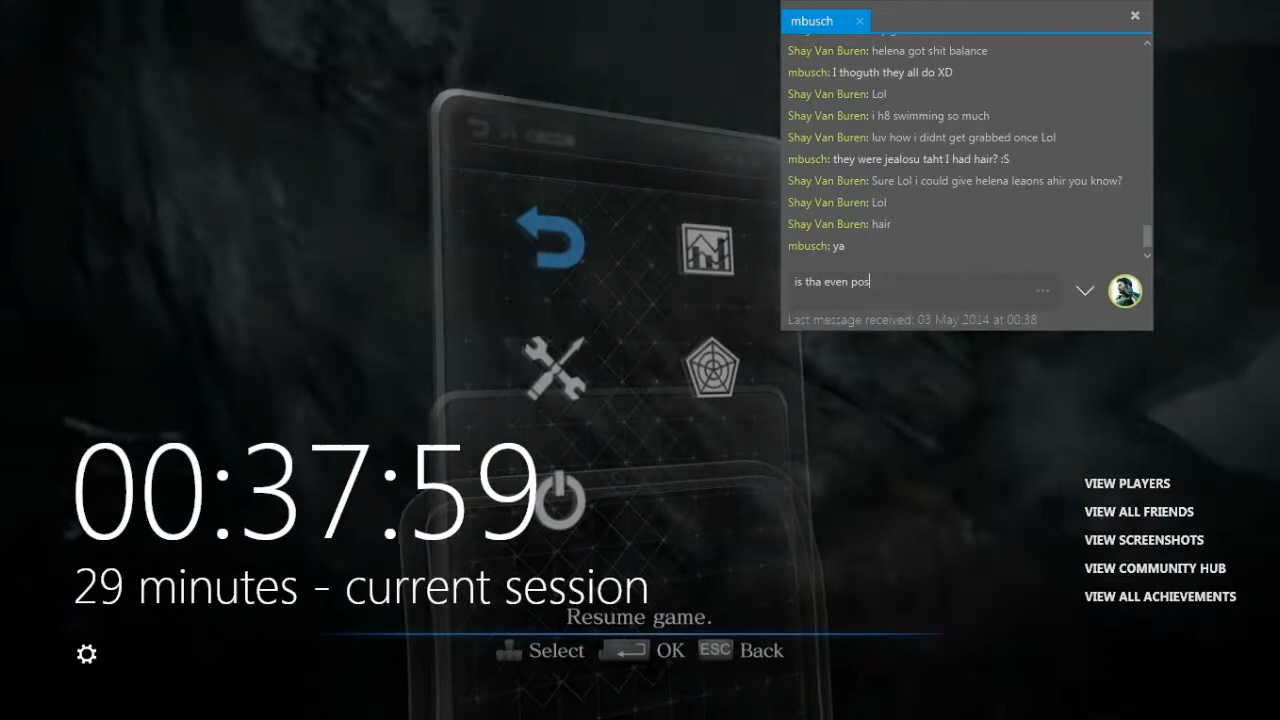 mbusch
Shay Van Buren: helena got shit balance
mbusch: I thoguth they all do XD
Shay Van Buren: Lol
Shay Van Buren: i h8 swimming so much
Shay Van Buren: luv how i didnt get grabbed once Lol
mbusch: they were jealosu taht I had hair? :S
Shay Van Buren: Sure Lol i could give helena leaons ahir you know?
Shay Van Buren: Lol
Shay Van Buren: hair
mbusch: ya
is tha even pos
Last message received: 03 May 2014 at 00:38
00:37:59
29 minutes - current session
VIEW PLAYERS
VIEW ALL FRIENDS
VIEW SCREENSHOTS
VIEW COMMUNITY HUB
VIEW ALL ACHIEVEMENTS
Resume game.
Select OK ESC Back